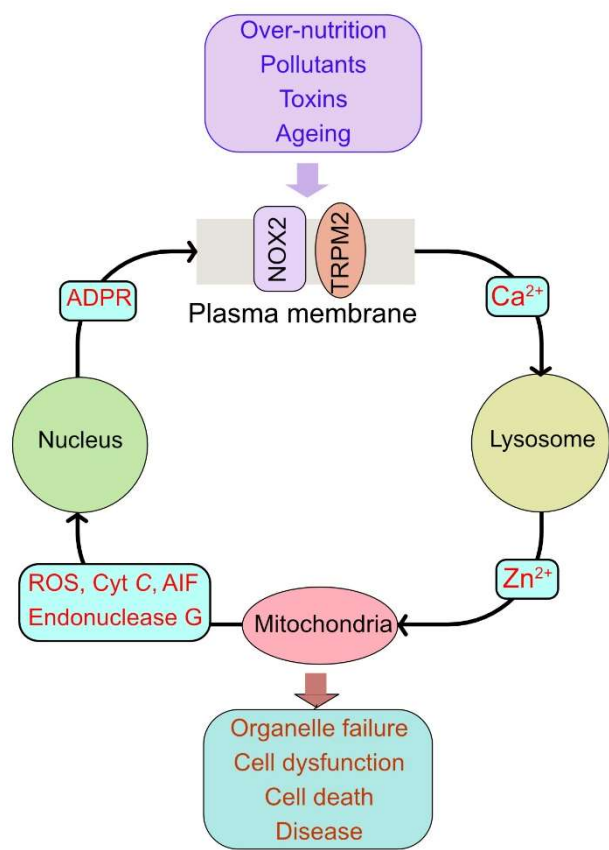 Over-nutrition
Pollutants
Toxins
Ageing
NOX2
TRPM2
Plasma membrane
ADPR
Ca²⁺
Nucleus
Lysosome
Zn²⁺
ROS, Cyt C, AIF
Endonuclease G
Mitochondria
Organelle failure
Cell dysfunction
Cell death
Disease